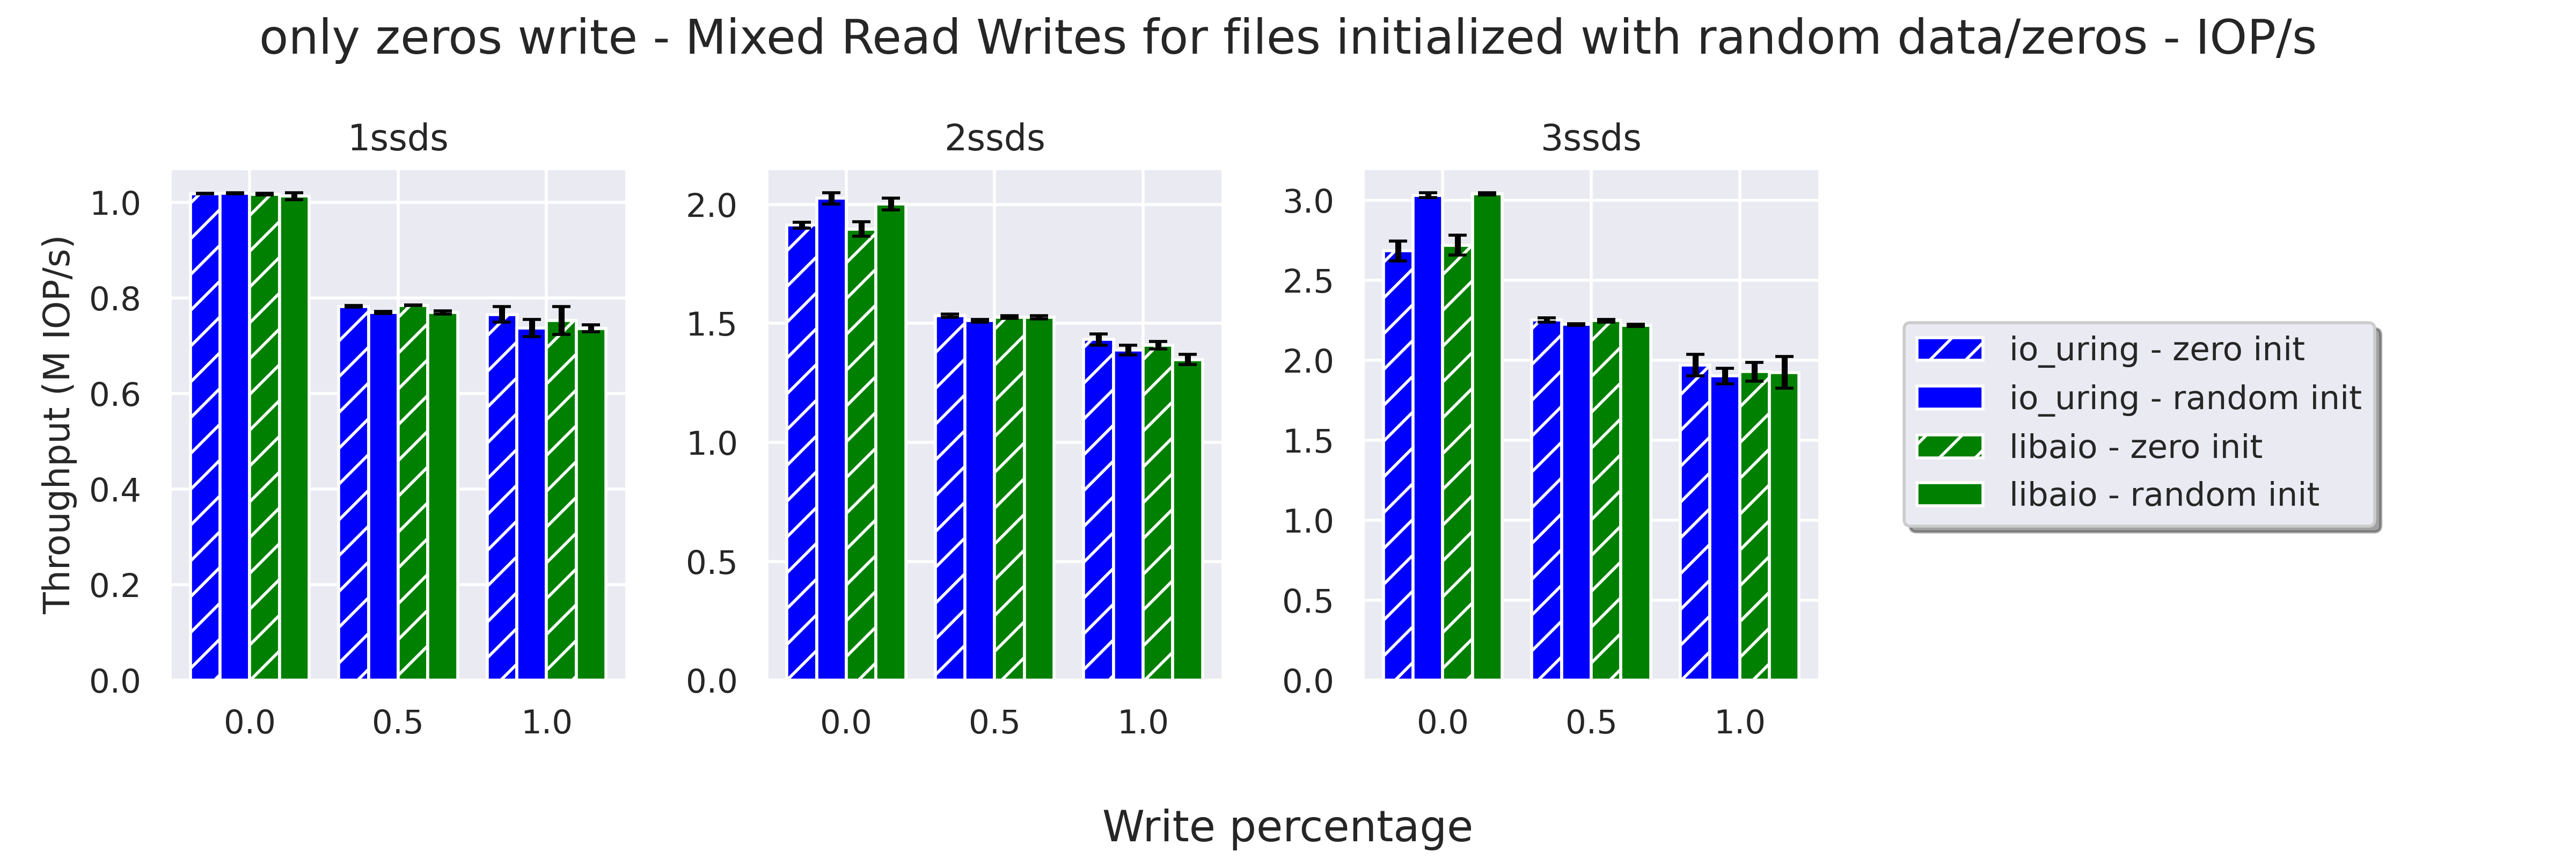 only zeros write - Mixed Read Writes for files initialized with random data/zeros - IOP/s
1ssds
2ssds
3ssds
Throughput (M IOP/s)
1.0
0.8
0.6
0.4
0.2
0.0
0.0 0.5 1.0
2.0
1.5
1.0
0.5
0.0
0.0 0.5 1.0
3.0
2.5
2.0
1.5
1.0
0.5
0.0
0.0 0.5 1.0
io_uring - zero init
io_uring - random init
libaio - zero init
libaio - random init
Write percentage